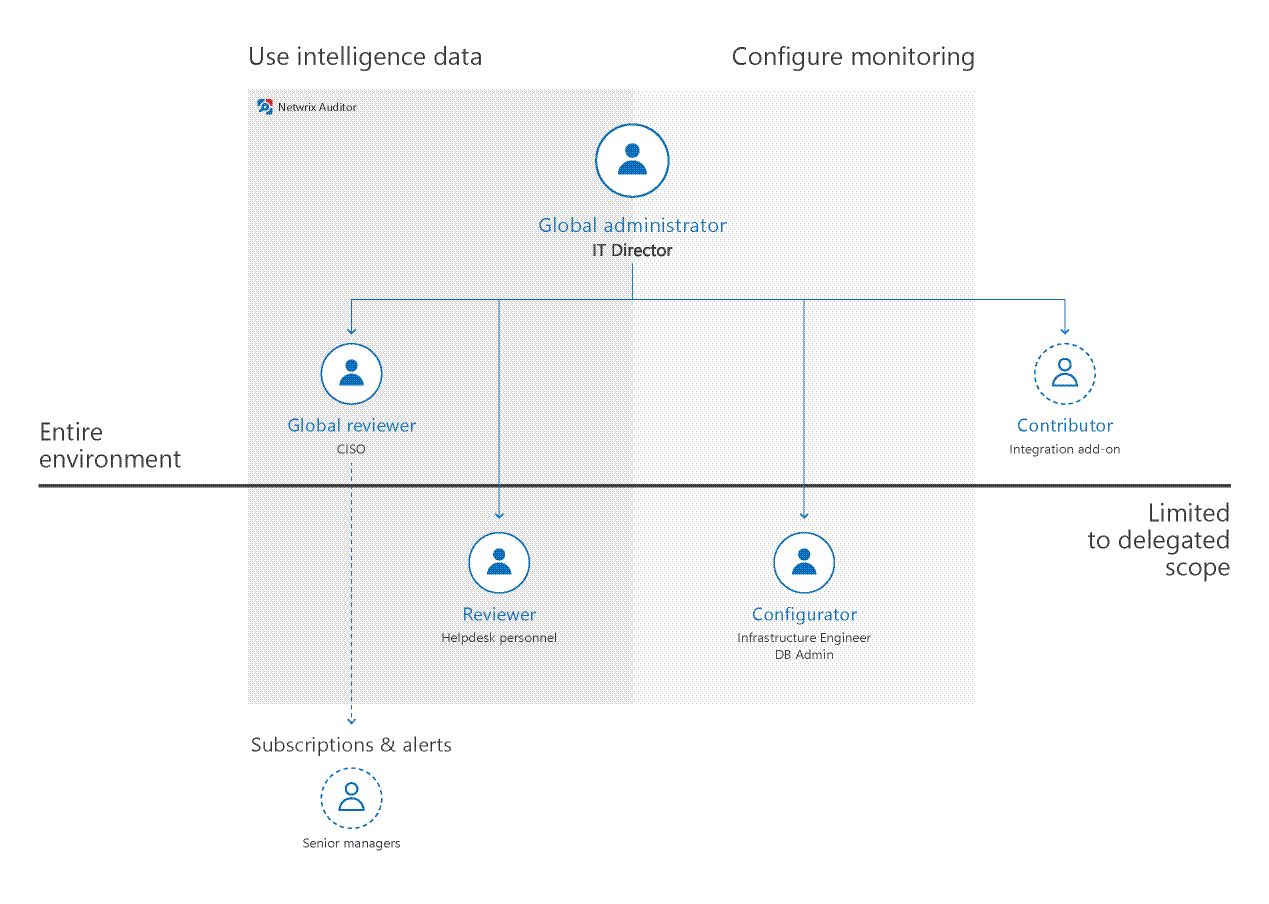 Use intelligence data
Configure monitoring
Netwrix Auditor
Global administrator
IT Director
Global reviewer
CISO
Contributor
Integration add-on
Entire
environment
Limited
to delegated
scope
Reviewer
Helpdesk personnel
Configurator
Infrastructure Engineer
DB Admin
Subscriptions & alerts
Senior managers